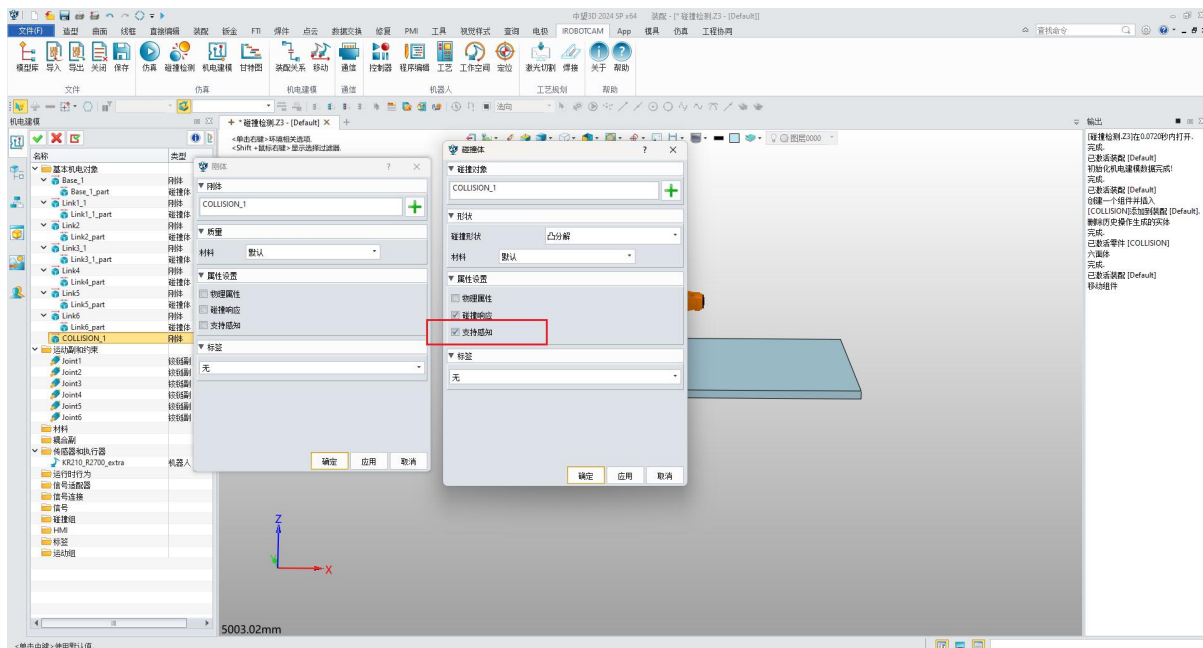 中望3D 2024 SP x64 装配 - [* 碰撞检测.Z3 - [Default]]
文件(F) 造型 曲面 线框 直接编辑 装配 钣金 FTI 焊件 点云 数据交换 修复 PMI 工具 视觉样式 查询 电极 IROBOTCAM App 模具 仿真 工程协同 查找命令
模型库 导入 导出 关闭 保存 仿真 碰撞检测 机电建模 甘特图 装配关系 移动 通信 控制器 程序编辑 工艺 工作空间 定位 激光切割 焊接 关于 帮助
文件 仿真 机电建模 通信 机器人 工艺规划 帮助
法向
机电建模
* 碰撞检测.Z3 - [Default]
输出
<单击右键>环境相关选项.
<Shift +鼠标右键>显示选择过滤器.
图层0000
名称 类型
基本机电对象
Base_1 刚体
Base_1_part 碰撞体
Link1_1 刚体
Link1_1_part 碰撞体
Link2 刚体
Link2_part 碰撞体
Link3_1 刚体
Link3_1_part 碰撞体
Link4 刚体
Link4_part 碰撞体
Link5 刚体
Link5_part 碰撞体
Link6 刚体
Link6_part 碰撞体
COLLISION_1 刚体
运动副和约束
Joint1 铰链副
Joint2 铰链副
Joint3 铰链副
Joint4 铰链副
Joint5 铰链副
Joint6 铰链副
材料
耦合副
传感器和执行器
KR210_R2700_extra 机器人
运行时行为
信号适配器
信号连接
信号
碰撞组
HMI
标签
运动组
刚体 ?
刚体
COLLISION_1
质量
材料 默认
属性设置
物理属性
碰撞响应
支持感知
标签
无
确定 应用 取消
碰撞体 ?
碰撞对象
COLLISION_1
形状
碰撞形状 凸分解
材料 默认
属性设置
物理属性
碰撞响应
支持感知
标签
无
确定 应用 取消
[碰撞检测.Z3]在0.0720秒内打开.
完成.
已激活装配 [Default]
初始化机电建模数据完成!
完成.
已激活装配 [Default]
创建一个组件并插入
[COLLISION]添加到装配 [Default].
删除历史操作生成的实体
完成.
已激活零件 [COLLISION]
六面体
完成.
已激活装配 [Default]
移动组件
Z
X
5003.02mm
<单击中键>使用默认值.